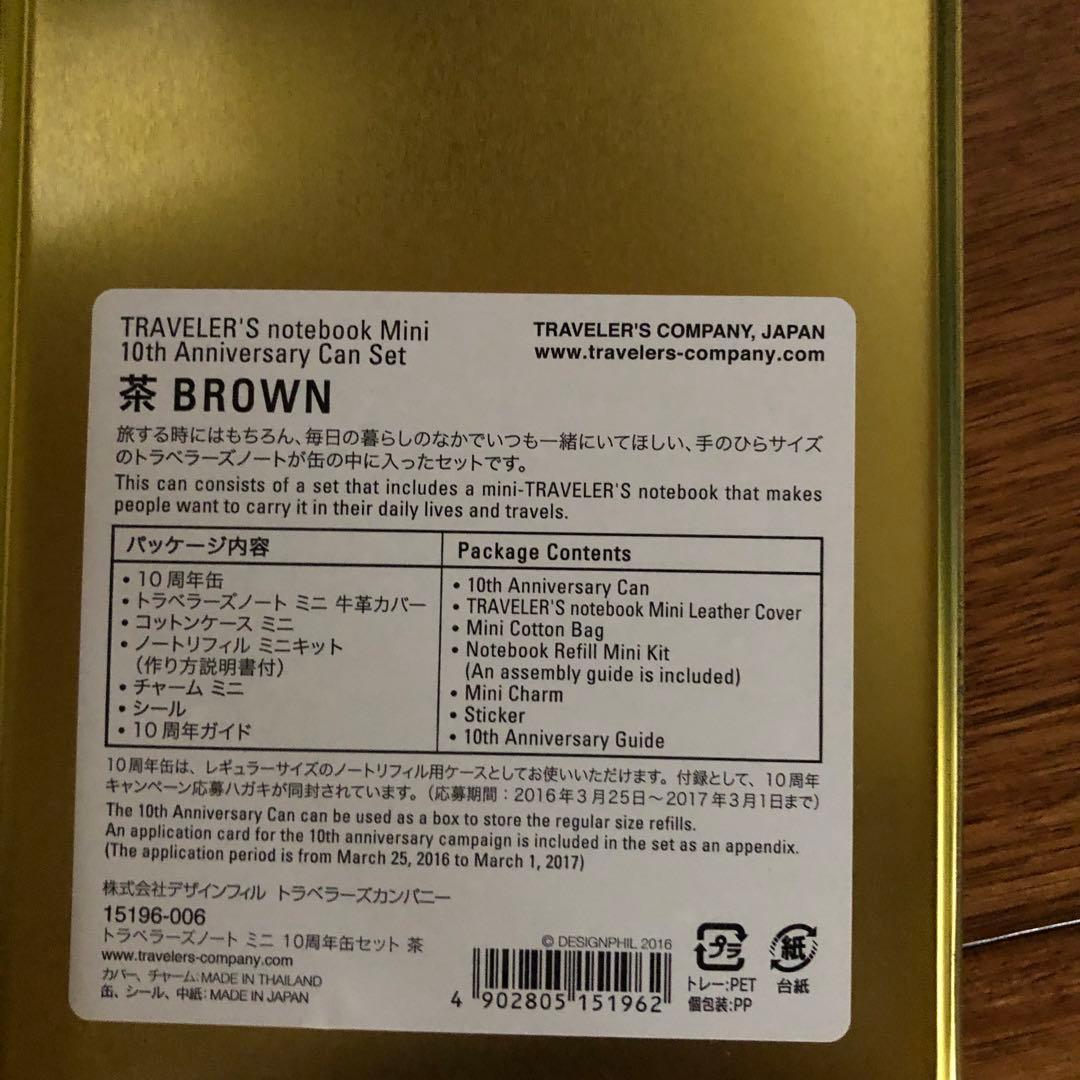 TRAVELER'S notebook Mini
10th Anniversary Can Set
茶 BROWN
TRAVELER'S COMPANY, JAPAN
www.travelers-company.com
旅する時にはもちろん、毎日の暮らしのなかでいつも一緒にいてほしい、手のひらサイズ
のトラベラーズノートが缶の中に入ったセットです。
This can consists of a set that includes a mini-TRAVELER'S notebook that makes
people want to carry it in their daily lives and travels.
パッケージ内容
• 10周年缶
• トラベラーズノート ミニ 牛革カバー
• コットンケース ミニ
• ノートリフィル ミニキット
（作り方説明書付）
• チャーム ミニ
• シール
• 10周年ガイド
Package Contents
• 10th Anniversary Can
• TRAVELER'S notebook Mini Leather Cover
• Mini Cotton Bag
• Notebook Refill Mini Kit
(An assembly guide is included)
• Mini Charm
• Sticker
• 10th Anniversary Guide
10周年缶は、レギュラーサイズのノートリフィル用ケースとしてお使いいただけます。付録として、10周年
キャンペーン応募ハガキが同封されています。（応募期間：2016年3月25日～2017年3月1日まで）
The 10th Anniversary Can can be used as a box to store the regular size refills.
An application card for the 10th anniversary campaign is included in the set as an appendix.
(The application period is from March 25, 2016 to March 1, 2017)
株式会社デザインフィル トラベラーズカンパニー
15196-006
トラベラーズノート ミニ 10周年缶セット 茶
www.travelers-company.com
カバー、チャーム:MADE IN THAILAND
缶、シール、中紙:MADE IN JAPAN
© DESIGNPHIL 2016
4 902805 151962
プラ
トレー:PET
個包装:PP
紙
台紙